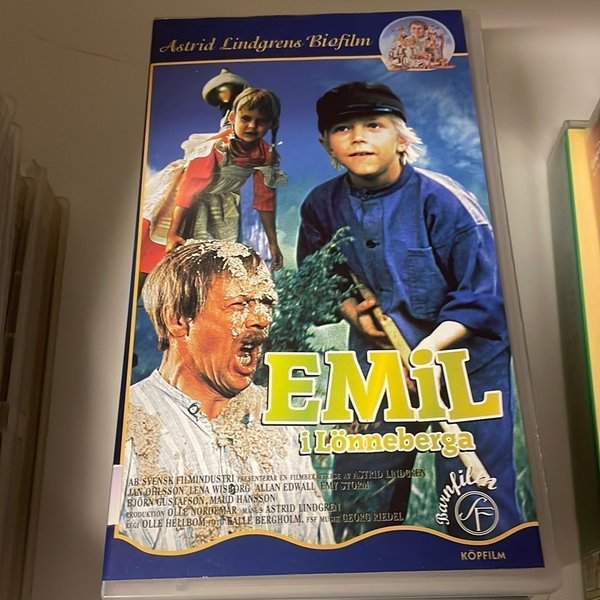 Astrid Lindgrens Biofilm
EMiL
i Lönneberga
AB SVENSK FILMINDUSTRI PRESENTERAR EN FILMBERÄTTELSE AV ASTRID LINDGREN
JAN OHLSSON, LENA WISBORG, ALLAN EDWALL, EMY STORM
BJÖRN GUSTAFSON, MAUD HANSSON
PRODUKTION OLLE NORDEMAR MANUS ASTRID LINDGREN
REGI OLLE HELLBOM FOTO KALLE BERGHOLM, FSF MUSIK GEORG RIEDEL
Barnfilm
SF
KÖPFILM